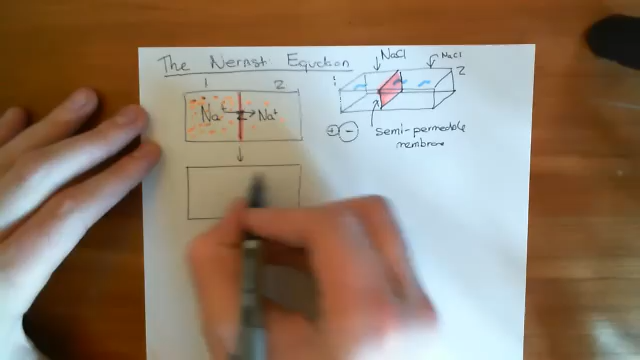 The Nernst Equation
1 2
Na⁺ Na⁺
NaCl NaCl
1 2
+ -
semi-permeable
membrane